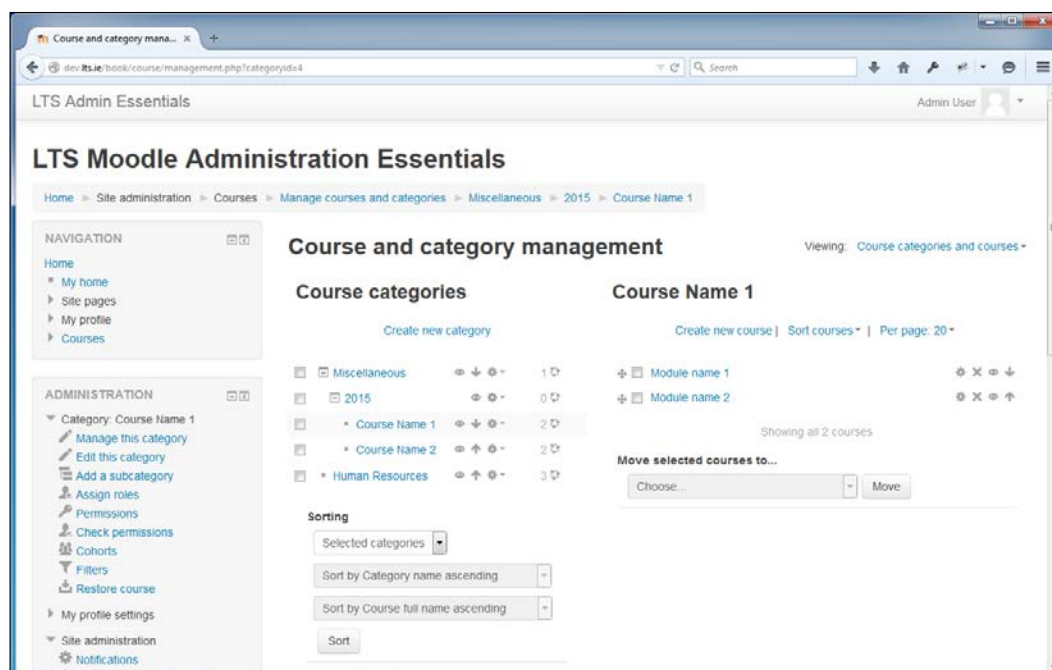 Course and category mana...
dev.lts.ie/book/course/management.php?categoryid=4
Search
LTS Admin Essentials
Admin User
LTS Moodle Administration Essentials
Home Site administration Courses Manage courses and categories Miscellaneous 2015 Course Name 1
NAVIGATION
Home
My home
Site pages
My profile
Courses
ADMINISTRATION
Category: Course Name 1
Manage this category
Edit this category
Add a subcategory
Assign roles
Permissions
Check permissions
Cohorts
Filters
Restore course
My profile settings
Site administration
Notifications
Course and category management
Viewing: Course categories and courses
Course categories
Create new category
Miscellaneous 1
2015 0
Course Name 1 2
Course Name 2 2
Human Resources 3
Sorting
Selected categories
Sort by Category name ascending
Sort by Course full name ascending
Sort
Course Name 1
Create new course | Sort courses | Per page: 20
Module name 1
Module name 2
Showing all 2 courses
Move selected courses to...
Choose...
Move